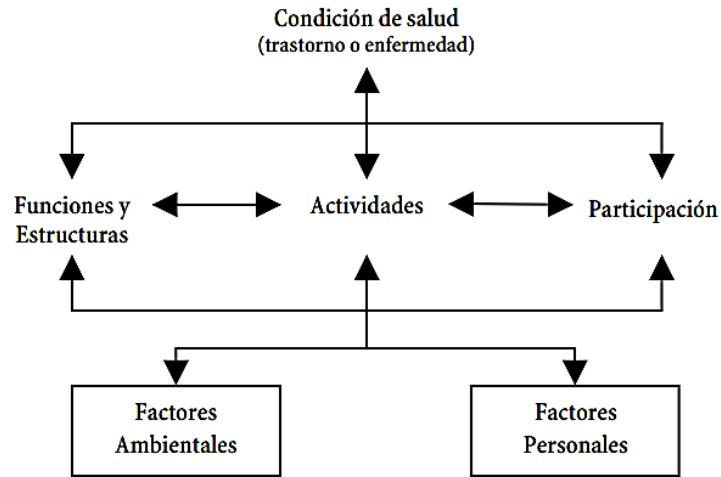 Condición de salud
(trastorno o enfermedad)
Funciones y
Estructuras
Actividades
Participación
Factores
Ambientales
Factores
Personales